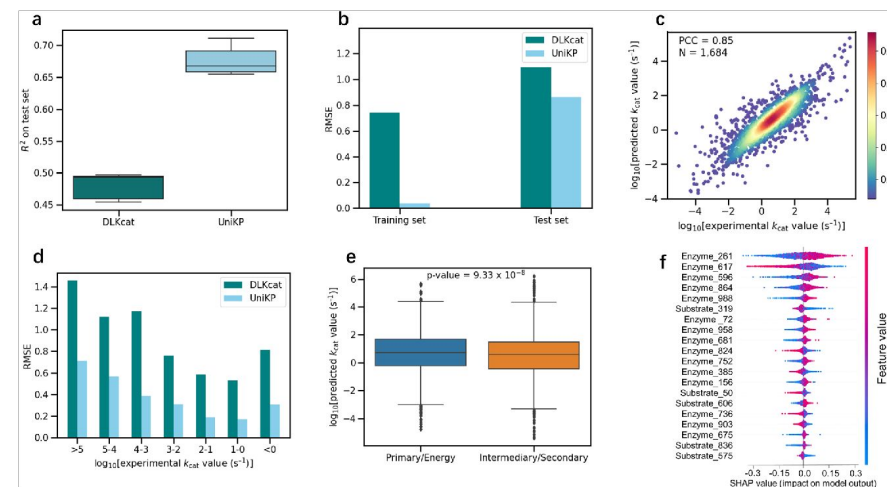 a
0.70
0.65
0.60
0.55
0.50
0.45
R² on test set
DLKcat
UniKP
b
DLKcat
UniKP
1.2
1.0
0.8
0.6
0.4
0.2
0.0
RMSE
Training set
Test set
c
PCC = 0.85
N = 1.684
4
2
0
−2
−4
log₁₀[predicted kcat value (s⁻¹)]
−4
−2
0
2
4
log₁₀[experimental kcat value (s⁻¹)]
0
0
0
0
d
DLKcat
UniKP
1.4
1.2
1.0
0.8
0.6
0.4
0.2
0.0
RMSE
>5
5-4
4-3
3-2
2-1
1-0
<0
log₁₀[experimental kcat value (s⁻¹)]
e
p-value = 9.33 x 10⁻⁸
6
4
2
0
−2
−4
log₁₀[predicted kcat value (s⁻¹)]
Primary/Energy
Intermediary/Secondary
f
Enzyme_261
Enzyme_617
Enzyme_596
Enzyme_864
Enzyme_988
Substrate_319
Enzyme_72
Enzyme_958
Enzyme_681
Enzyme_824
Enzyme_752
Enzyme_385
Enzyme_156
Substrate_50
Substrate_606
Enzyme_736
Enzyme_903
Enzyme_675
Substrate_836
Substrate_575
-0.3
-0.15
0.0
0.15
0.3
SHAP value (impact on model cutout)
Feature value